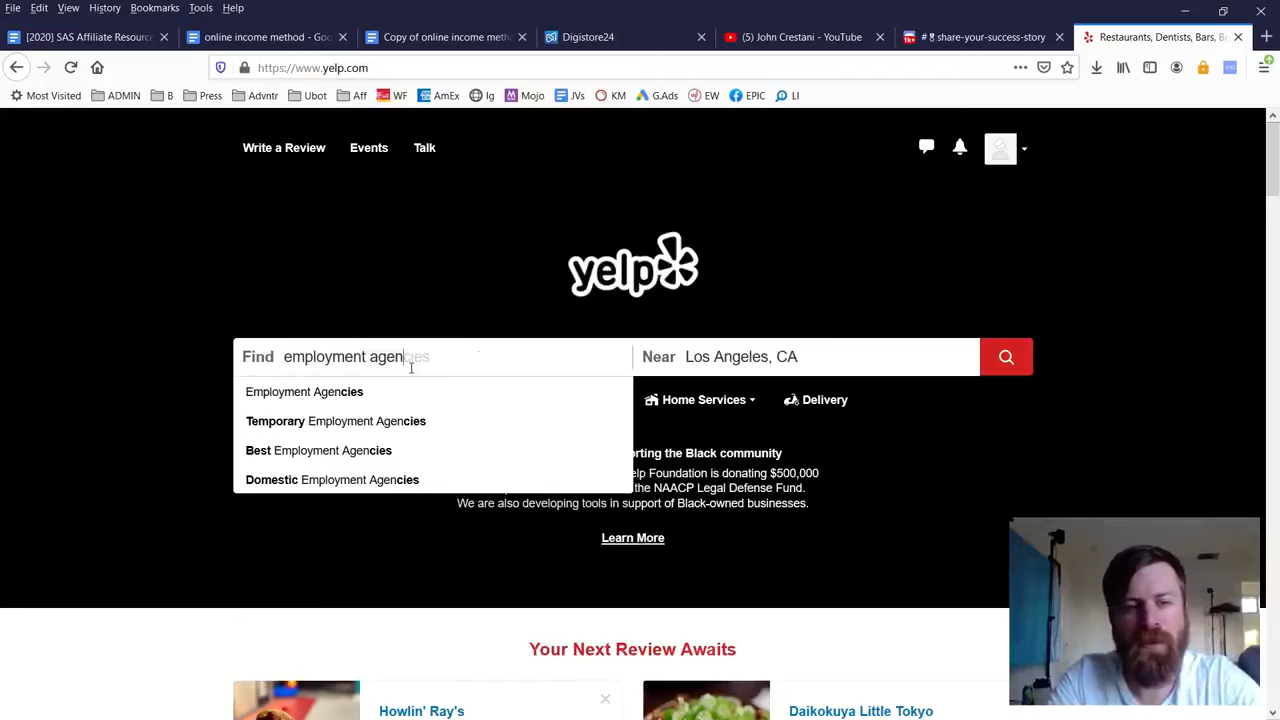 File Edit View History Bookmarks Tools Help
[2020] SAS Affiliate Resource
online income method - Goo
Copy of online income meth
Digistore24
(5) John Crestani - YouTube
share-your-success-story
Restaurants, Dentists, Bars, Be
https://www.yelp.com
Most Visited ADMIN B Press Advntr Ubot Aff WF AmEx Ig Mojo JVs KM G.Ads EW EPIC LI
Write a Review Events Talk
yelp
Find employment agencies Near Los Angeles, CA
Employment Agencies
Temporary Employment Agencies
Best Employment Agencies
Domestic Employment Agencies
Home Services Delivery
orting the Black community
elp Foundation is donating $500,000
the NAACP Legal Defense Fund.
We are also developing tools in support of Black-owned businesses.
Learn More
Your Next Review Awaits
Howlin' Ray's
Daikokuya Little Tokyo